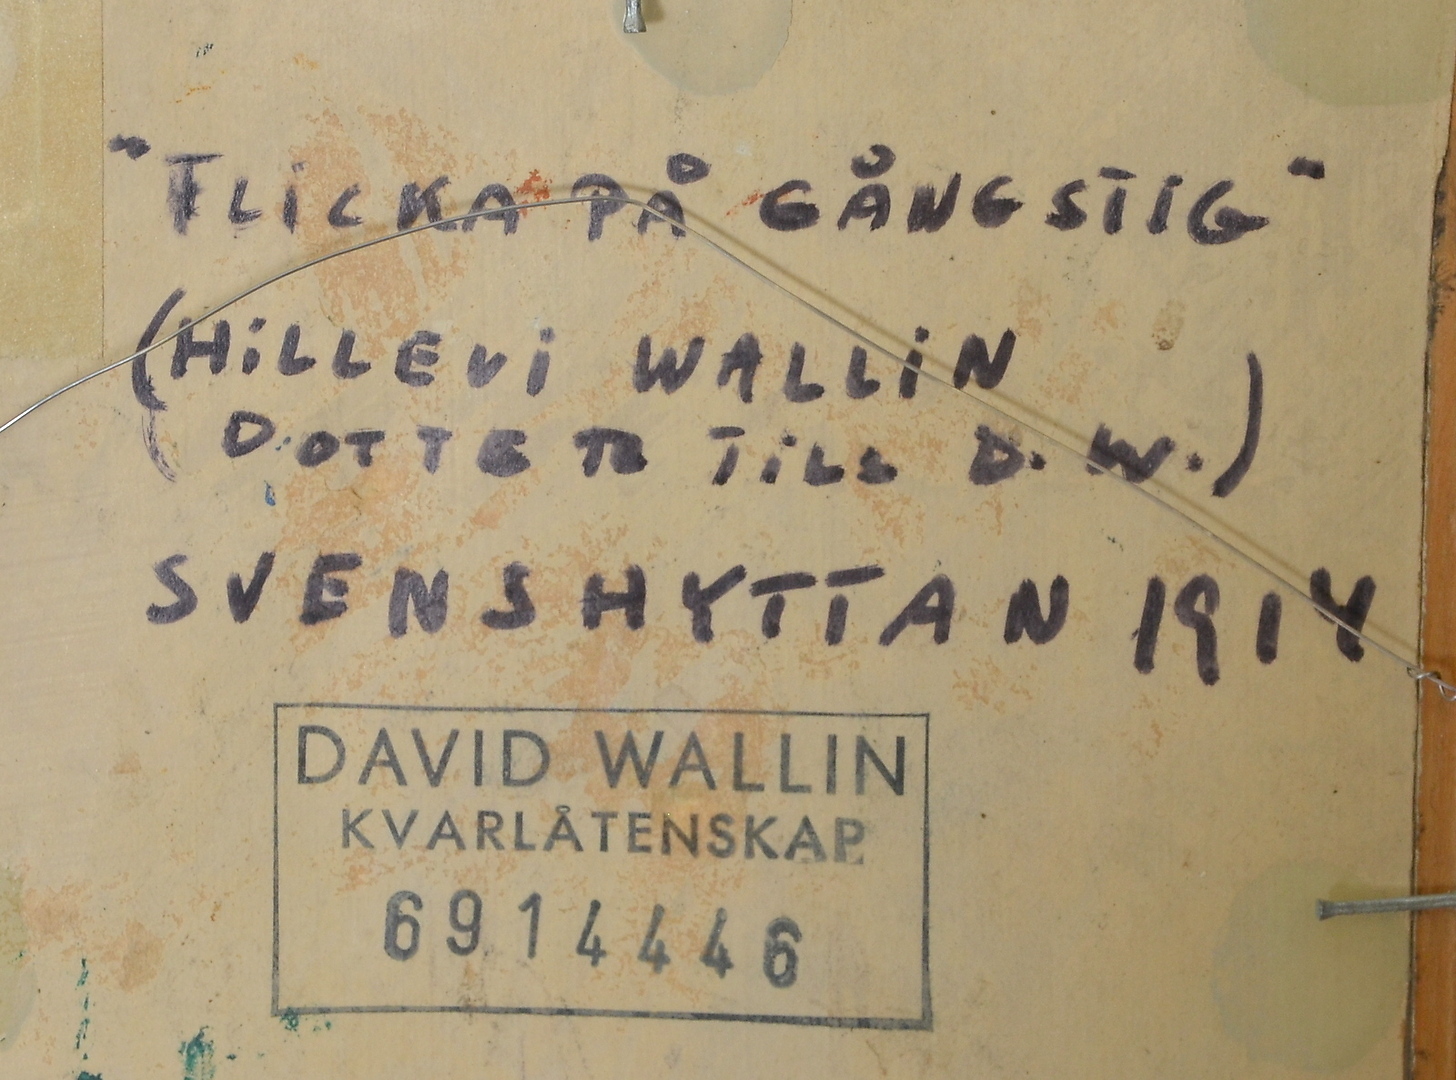 "FLICKA PÅ GÅNGSTIG"
(HILLEVI WALLIN
DOTTER TILL D.W.)
SVENSHYTTAN 1914
DAVID WALLIN
KVARLÅTENSKAP
6914446